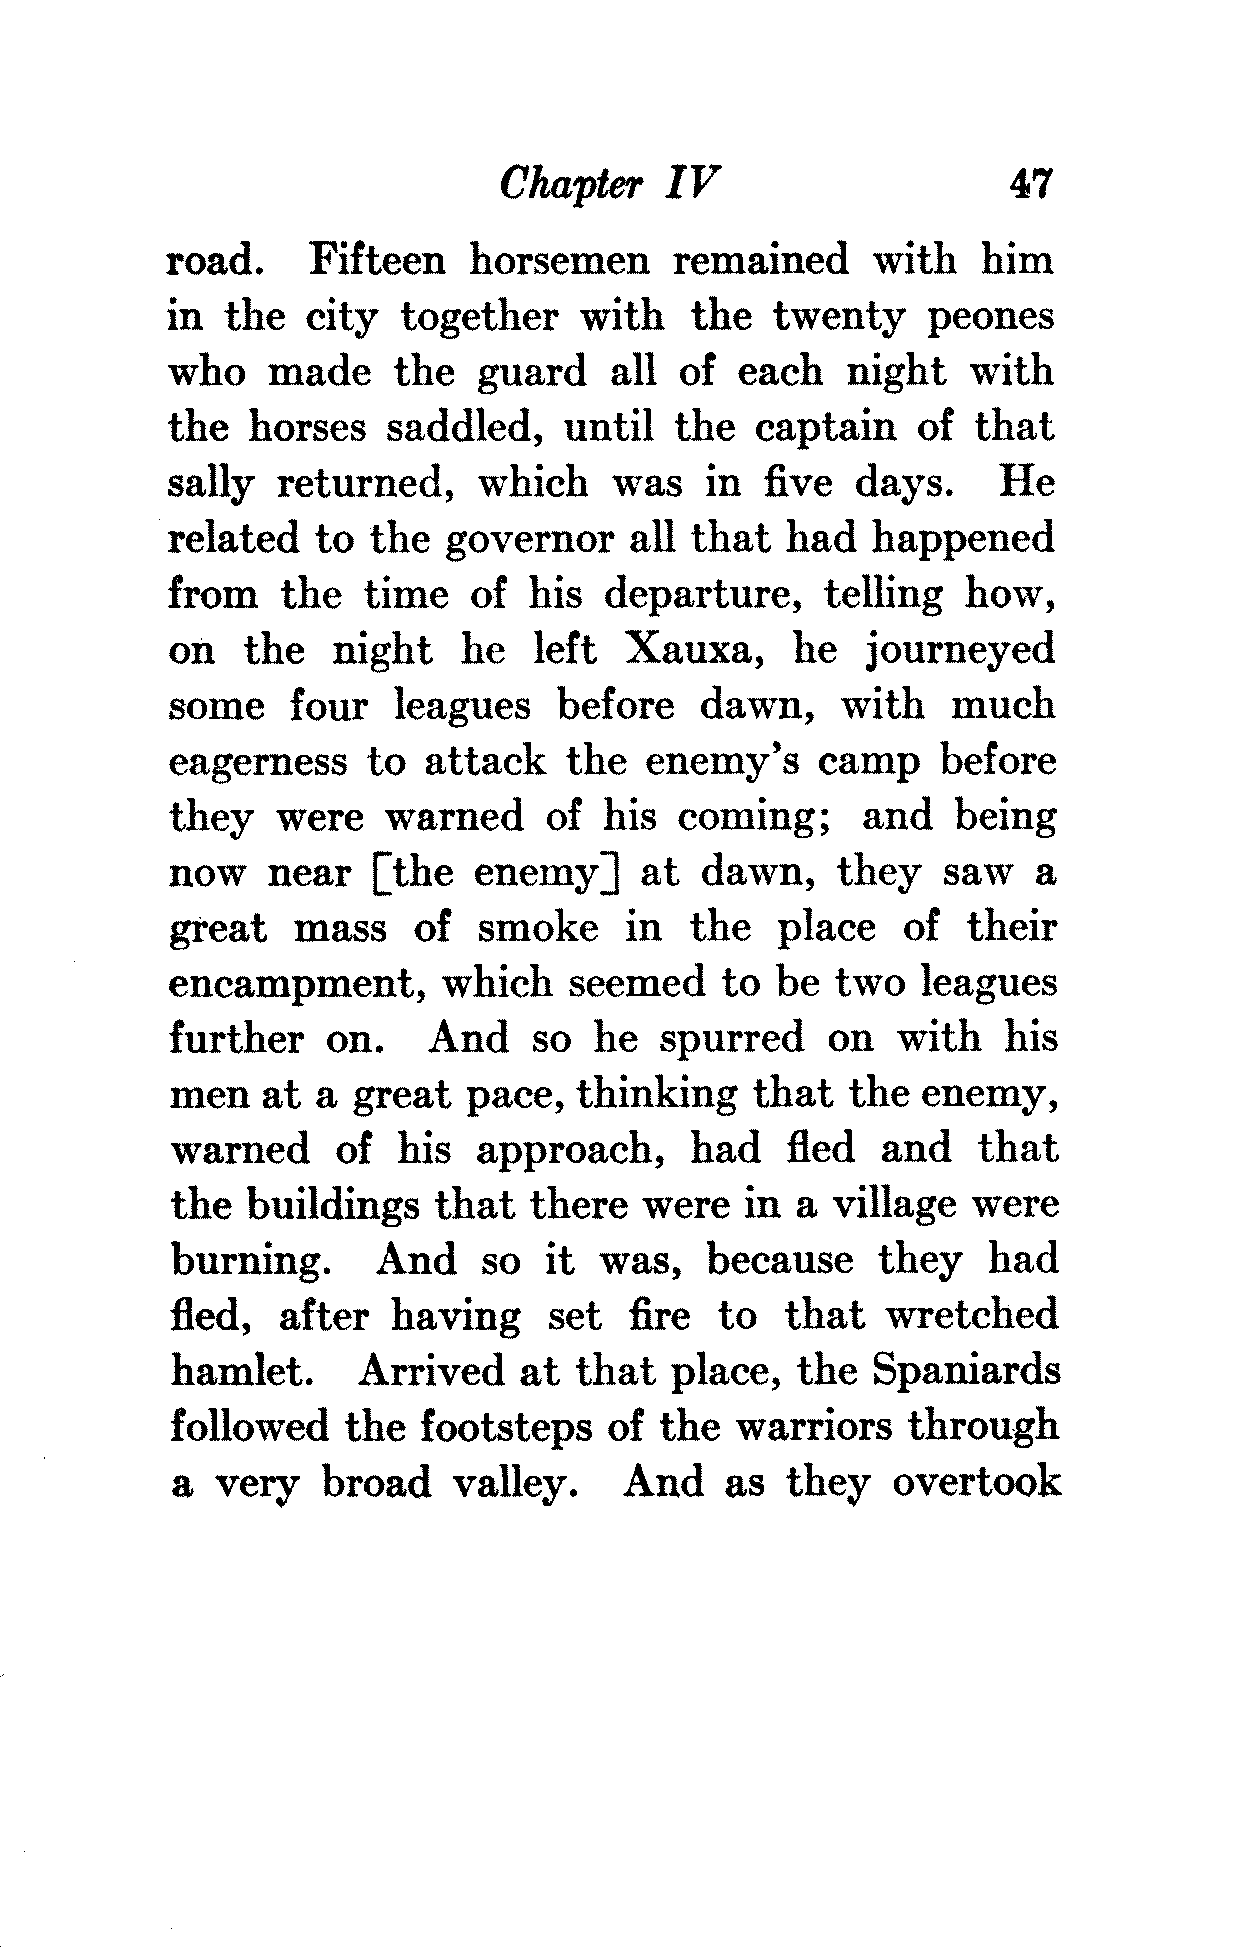 Chapter IV 47
road. Fifteen horsemen remained with him
in the city together with the twenty peones
who made the guard all of each night with
the horses saddled, until the captain of that
sally returned, which was in five days. He
related to the governor all that had happened
from the time of his departure, telling how,
on the night he left Xauxa, he journeyed
some four leagues before dawn, with much
eagerness to attack the enemy's camp before
they were warned of his coming; and being
now near [the enemy] at dawn, they saw a
great mass of smoke in the place of their
encampment, which seemed to be two leagues
further on. And so he spurred on with his
men at a great pace, thinking that the enemy,
warned of his approach, had fled and that
the buildings that there were in a village were
burning. And so it was, because they had
fled, after having set fire to that wretched
hamlet. Arrived at that place, the Spaniards
followed the footsteps of the warriors through
a very broad valley. And as they overtook